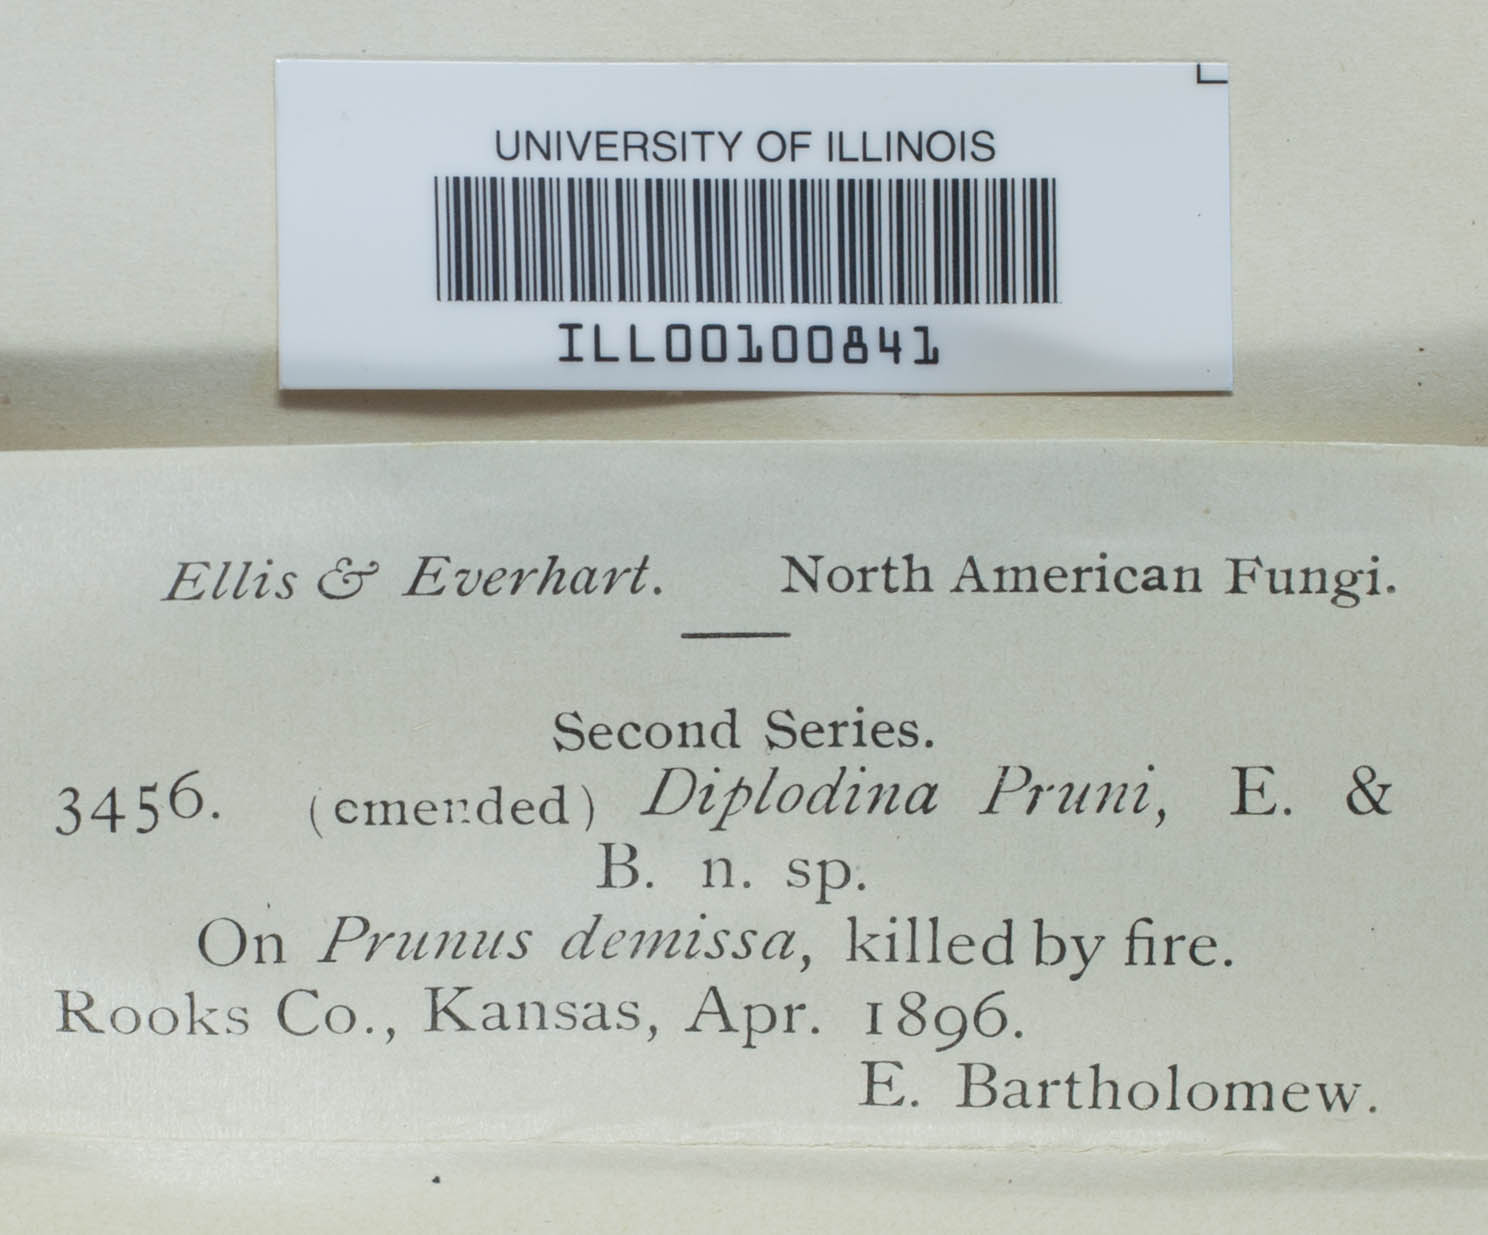 UNIVERSITY OF ILLINOIS
ILL00100841
Ellis & Everhart. North American Fungi.
Second Series.
3456. (emended) Diplodina Pruni, E. &
B. n. sp.
On Prunus demissa, killed by fire.
Rooks Co., Kansas, Apr. 1896.
E. Bartholomew.